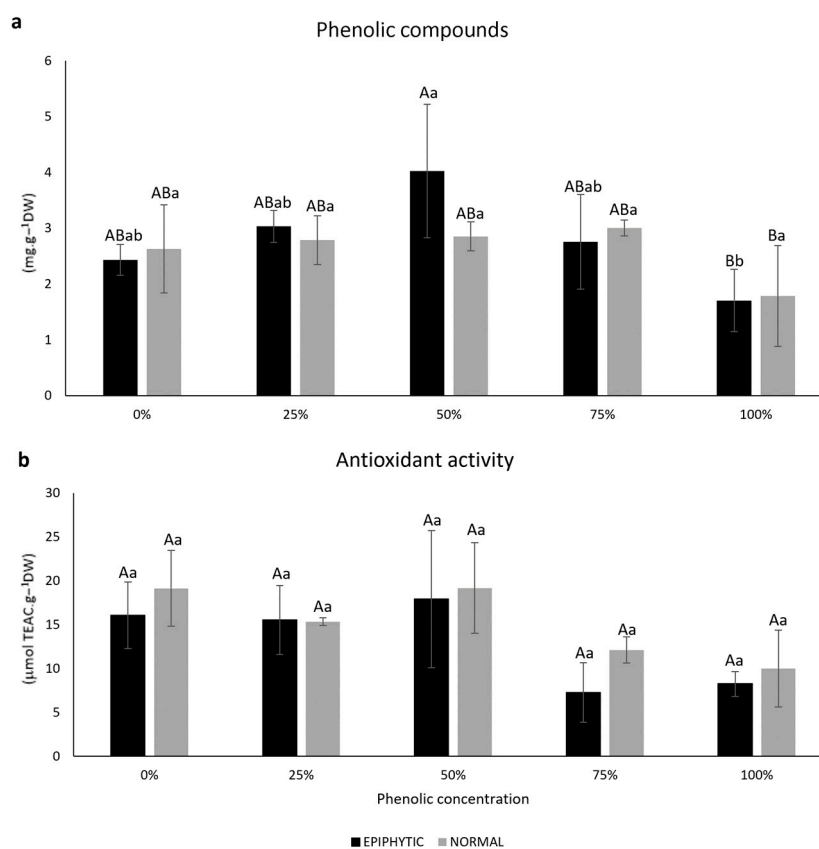 a
Phenolic compounds
6
5
4
3
2
1
0
(mg.g⁻¹DW)
ABab
ABa
ABab
ABa
Aa
ABa
ABab
ABa
Bb
Ba
0%
25%
50%
75%
100%
b
Antioxidant activity
30
25
20
15
10
5
0
(μmol TEAC.g⁻¹DW)
Aa
Aa
Aa
Aa
Aa
Aa
Aa
Aa
Aa
Aa
0%
25%
50%
75%
100%
Phenolic concentration
EPIPHYTIC
NORMAL